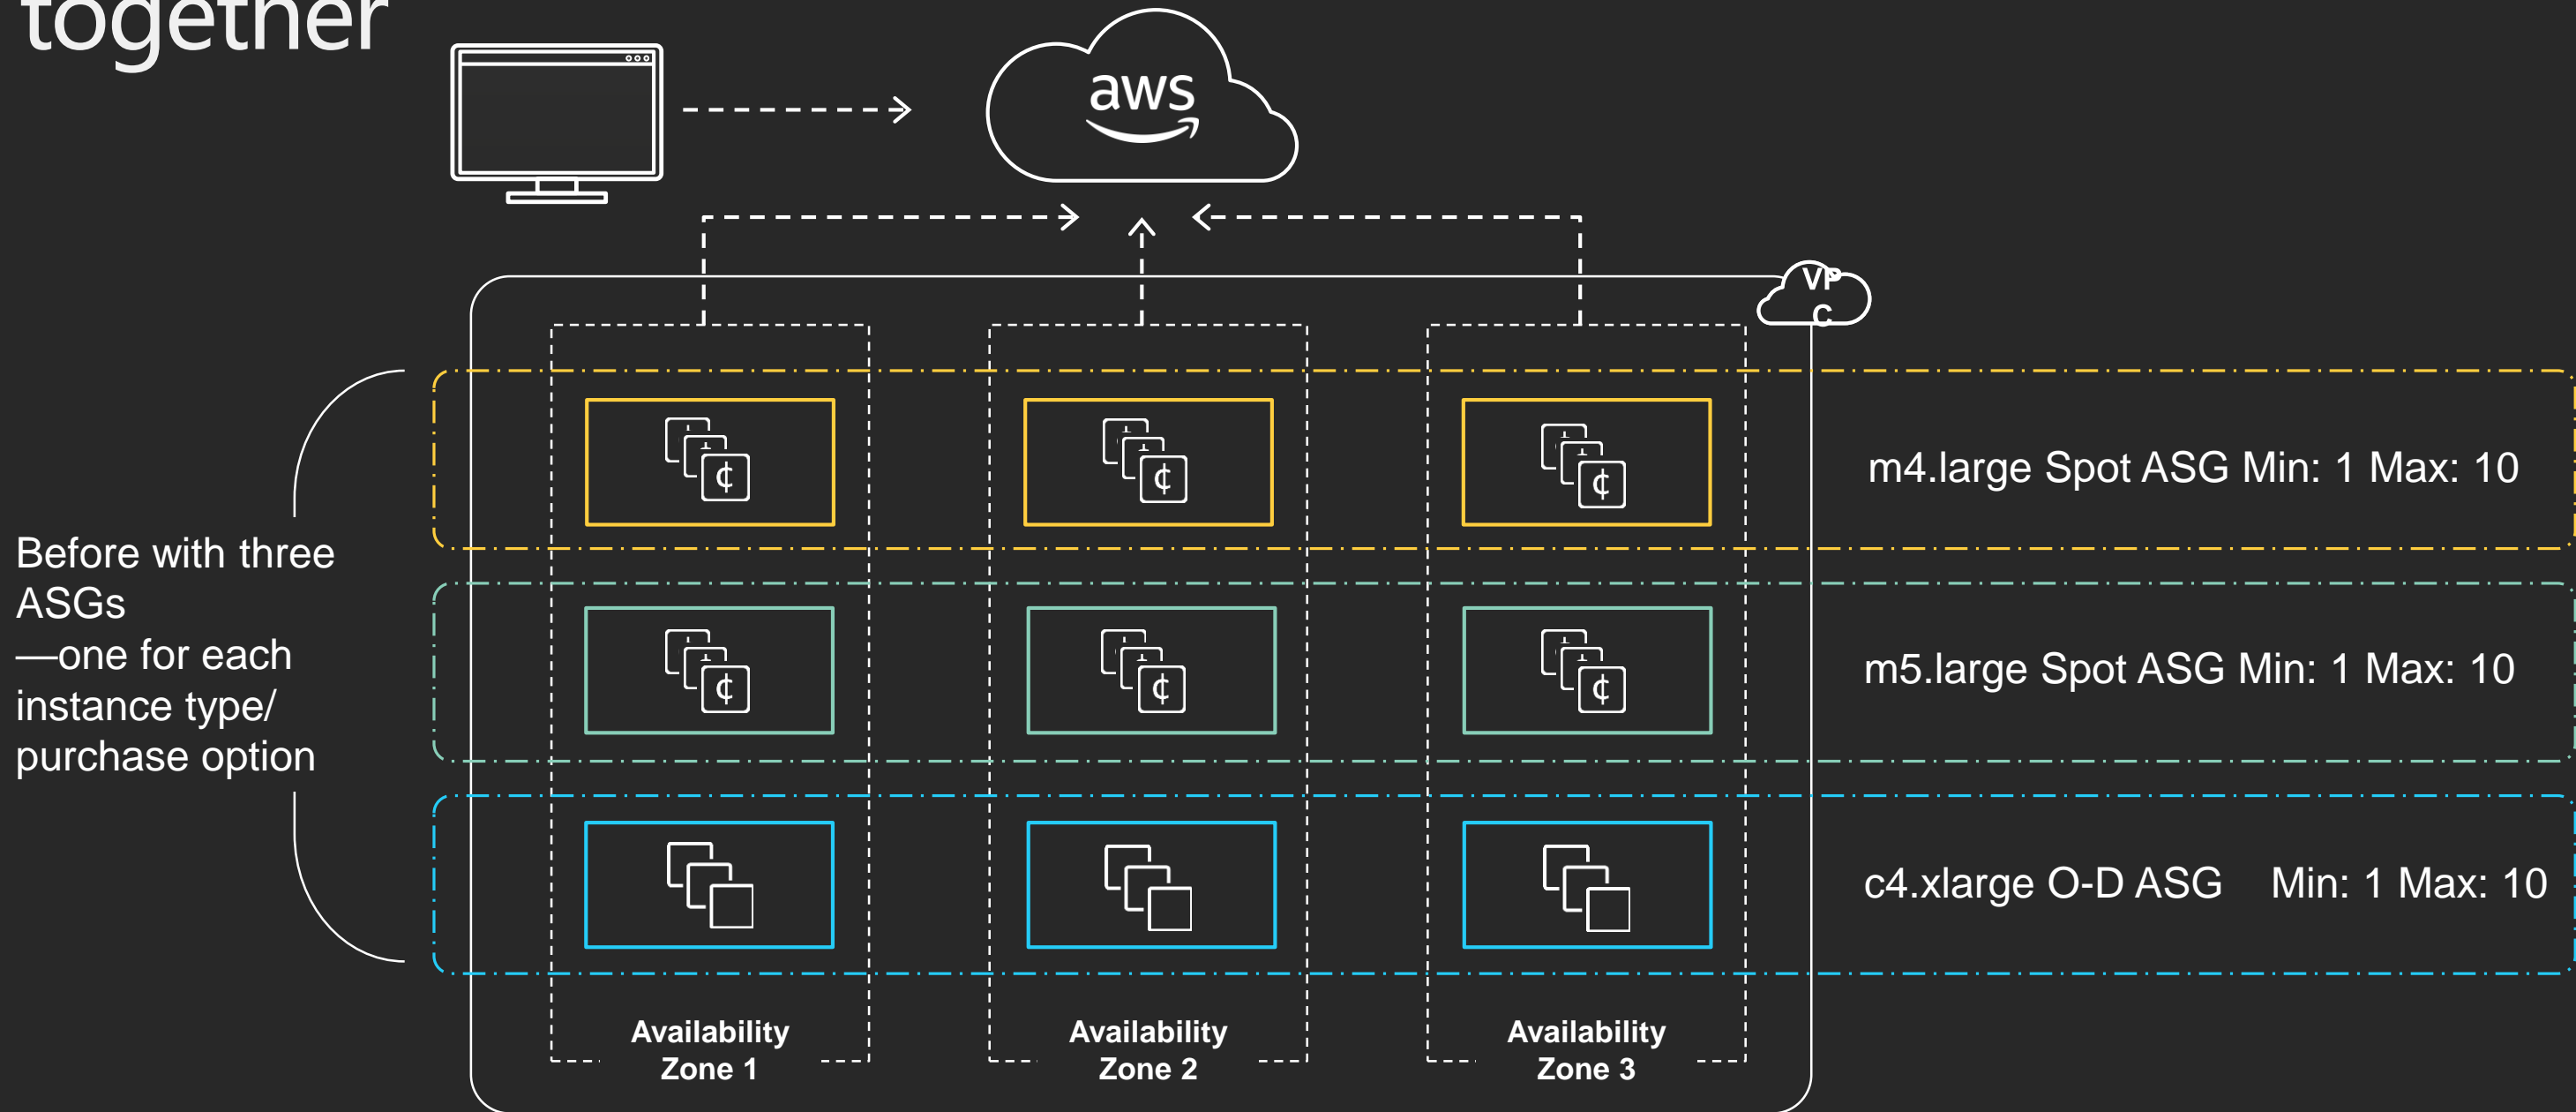 together
aws
VP
C
m4.large Spot ASG Min: 1 Max: 10
Before with three
ASGs
—one for each
instance type/
purchase option
m5.large Spot ASG Min: 1 Max: 10
c4.xlarge O-D ASG Min: 1 Max: 10
Availability
Zone 1
Availability
Zone 2
Availability
Zone 3
¢
¢
¢
¢
¢
¢